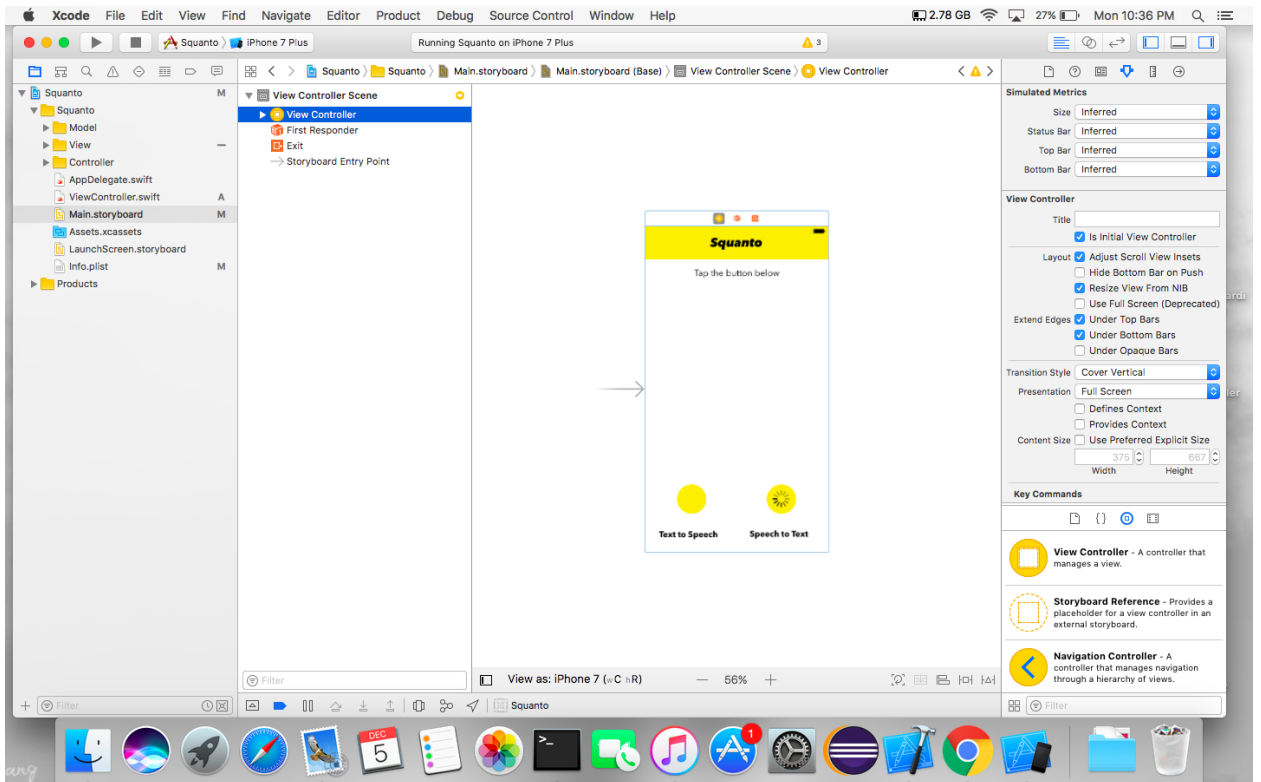 Xcode File Edit View Find Navigate Editor Product Debug Source Control Window Help 2.78 GB 27% Mon 10:36 PM
Squanto 〉 iPhone 7 Plus Running Squanto on iPhone 7 Plus 3
Squanto 〉 Squanto 〉 Main.storyboard 〉 Main.storyboard (Base) 〉 View Controller Scene 〉 View Controller
Squanto M
Squanto
Model
View –
Controller
AppDelegate.swift
ViewController.swift A
Main.storyboard M
Assets.xcassets
LaunchScreen.storyboard
Info.plist M
Products
Filter
View Controller Scene
View Controller
First Responder
Exit
Storyboard Entry Point
Filter
Squanto
Tap the button below
Text to Speech Speech to Text
View as: iPhone 7 (wC hR) — 56% +
Squanto
Simulated Metrics
Size Inferred
Status Bar Inferred
Top Bar Inferred
Bottom Bar Inferred
View Controller
Title
Is Initial View Controller
Layout Adjust Scroll View Insets
Hide Bottom Bar on Push
Resize View From NIB
Use Full Screen (Deprecated)
Extend Edges Under Top Bars
Under Bottom Bars
Under Opaque Bars
Transition Style Cover Vertical
Presentation Full Screen
Defines Context
Provides Context
Content Size Use Preferred Explicit Size
375 667
Width Height
Key Commands
View Controller - A controller that
manages a view.
Storyboard Reference - Provides a
placeholder for a view controller in an
external storyboard.
Navigation Controller - A
controller that manages navigation
through a hierarchy of views.
Filter
DEC
5
1